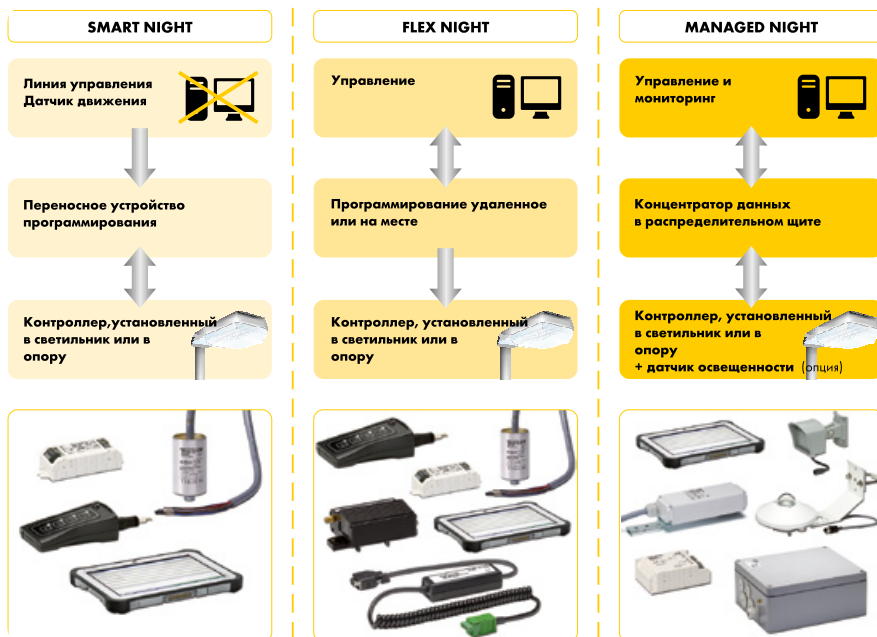 SMART NIGHT
Линия управления
Датчик движения
Переносное устройство
программирования
Контроллер,установленный
в светильник или в
опору
FLEX NIGHT
Управление
Программирование удаленное
или на месте
Контроллер, установленный
в светильник или в
опору
MANAGED NIGHT
Управление и
мониторинг
Концентратор данных
в распределительном щите
Контроллер, установленный
в светильник или в
опору
+ датчик освещенности (опция)